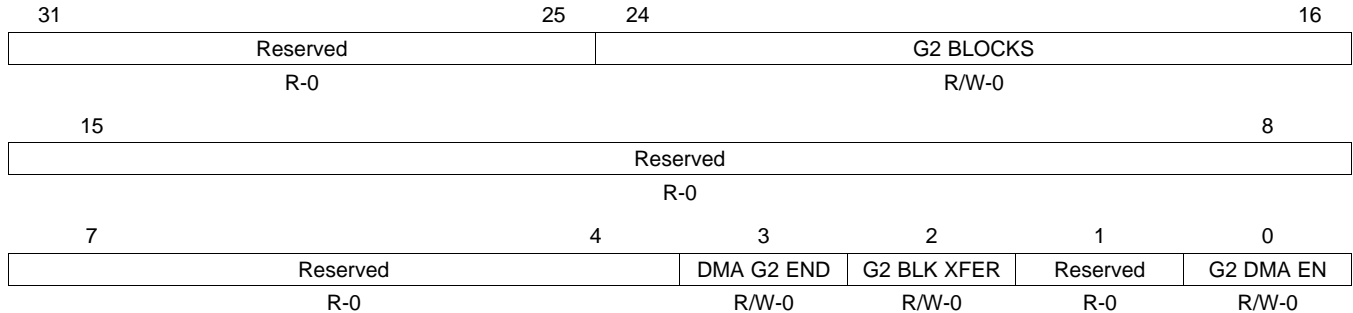 31 25 24 16
Reserved G2 BLOCKS
R-0 R/W-0
15 8
Reserved
R-0
7 4 3 2 1 0
Reserved DMA G2 END G2 BLK XFER Reserved G2 DMA EN
R-0 R/W-0 R/W-0 R-0 R/W-0